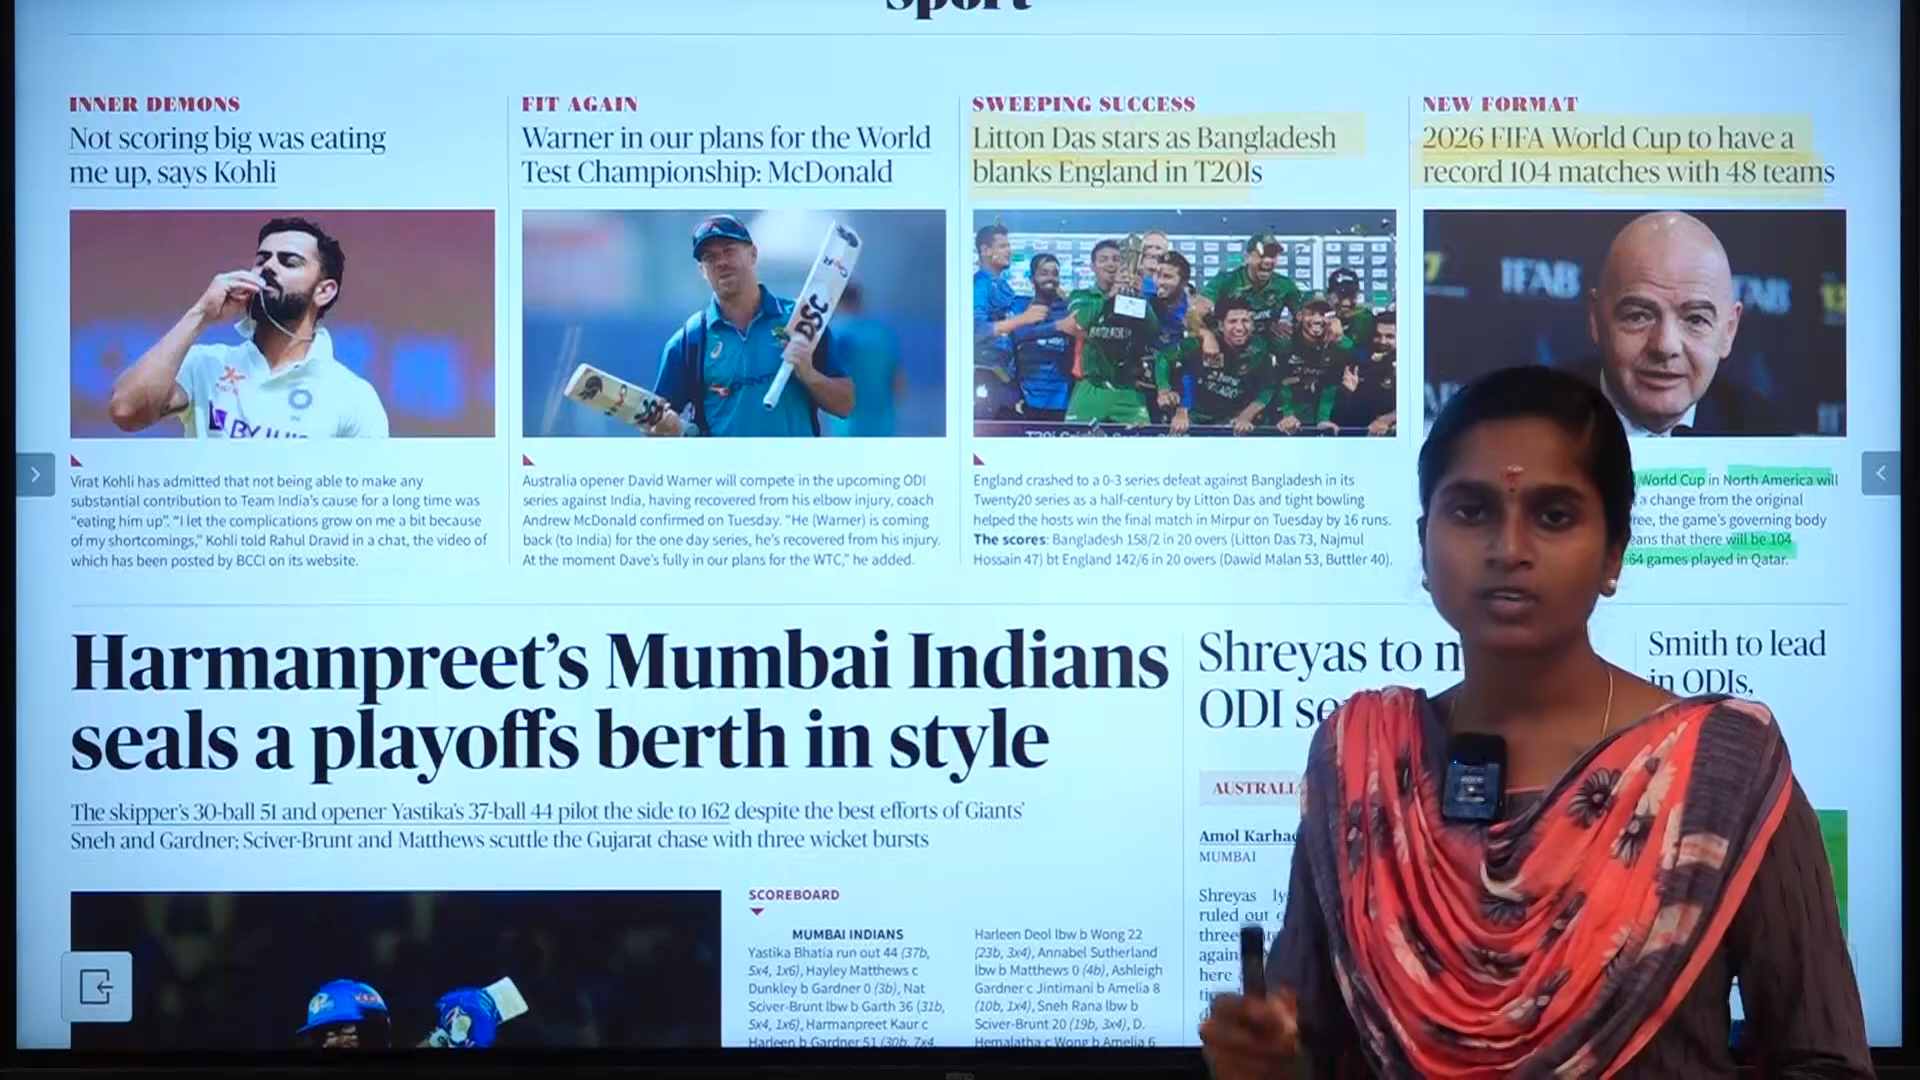 sport
INNER DEMONS
Not scoring big was eating
me up, says Kohli
Virat Kohli has admitted that not being able to make any
substantial contribution to Team India's cause for a long time was
"eating him up". "I let the complications grow on me a bit because
of my shortcomings," Kohli told Rahul Dravid in a chat, the video of
which has been posted by BCCI on its website.
FIT AGAIN
Warner in our plans for the World
Test Championship: McDonald
Australia opener David Warner will compete in the upcoming ODI
series against India, having recovered from his elbow injury, coach
Andrew McDonald confirmed on Tuesday. "He (Warner) is coming
back (to India) for the one day series, he's recovered from his injury.
At the moment Dave's fully in our plans for the WTC," he added.
SWEEPING SUCCESS
Litton Das stars as Bangladesh
blanks England in T20Is
England crashed to a 0-3 series defeat against Bangladesh in its
Twenty20 series as a half-century by Litton Das and tight bowling
helped the hosts win the final match in Mirpur on Tuesday by 16 runs.
The scores: Bangladesh 158/2 in 20 overs (Litton Das 73, Najmul
Hossain 47) bt England 142/6 in 20 overs (Dawid Malan 53, Buttler 40).
NEW FORMAT
2026 FIFA World Cup to have a
record 104 matches with 48 teams
IFAB
World Cup in North America will
a change from the original
the game's governing body
that there will be 104
64 games played in Qatar.
Harmanpreet's Mumbai Indians
seals a playoffs berth in style
The skipper's 30-ball 51 and opener Yastika's 37-ball 44 pilot the side to 162 despite the best efforts of Giants'
Sneh and Gardner; Sciver-Brunt and Matthews scuttle the Gujarat chase with three wicket bursts
SCOREBOARD
MUMBAI INDIANS
Yastika Bhatia run out 44 (37b,
5x4, 1x6), Hayley Matthews c
Dunkley b Gardner 0 (3b), Nat
Sciver-Brunt lbw b Garth 36 (31b,
5x4, 1x6), Harmanpreet Kaur c
Harleen b Gardner 51 (30b, 7x4,
Harleen Deol lbw b Wong 22
(23b, 3x4), Annabel Sutherland
lbw b Matthews 0 (4b), Ashleigh
Gardner c Jintimani b Amelia 8
(10b, 1x4), Sneh Rana lbw b
Sciver-Brunt 20 (19b, 3x4), D.
Hemalatha c Wong b Amelia 6
Shreyas to
ODI
Amol
MUMBAI
Shreyas
ruled out
three
again
here
Smith to lead
in ODIs,